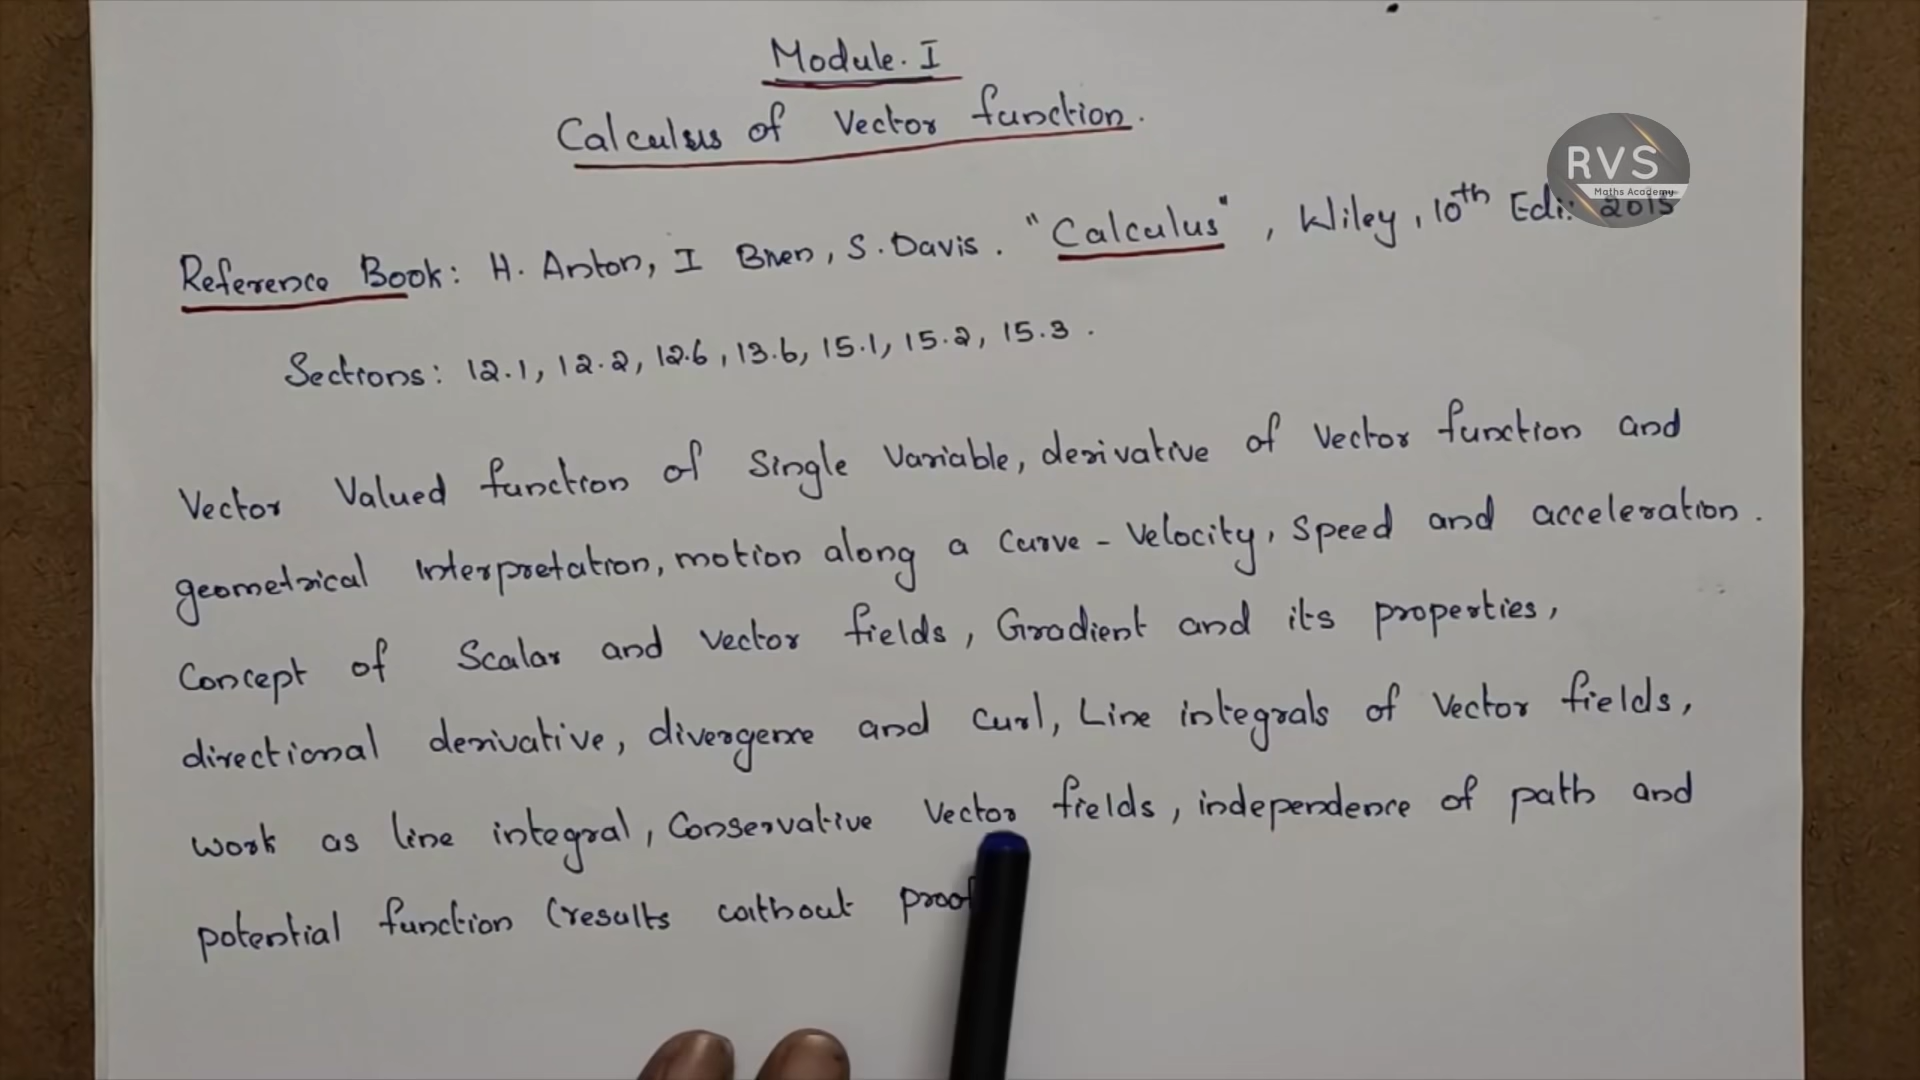 Module. I
Calculus of Vector function.
RVS
Maths Academy
Reference Book: H. Anton, I Biven, S. Davis. "Calculus", Wiley, 10th Edi: 2015
Sections: 12.1, 12.2, 12.6, 13.6, 15.1, 15.2, 15.3.
Vector Valued function of Single Variable, derivative of Vector function and
geometrical Interpretation, motion along a Curve - Velocity, Speed and acceleration.
Concept of Scalar and Vector fields, Gradient and its properties,
directional derivative, divergence and Curl, Line integrals of Vector fields,
work as line integral, Conservative Vector fields, independence of path and
potential function (results without proof